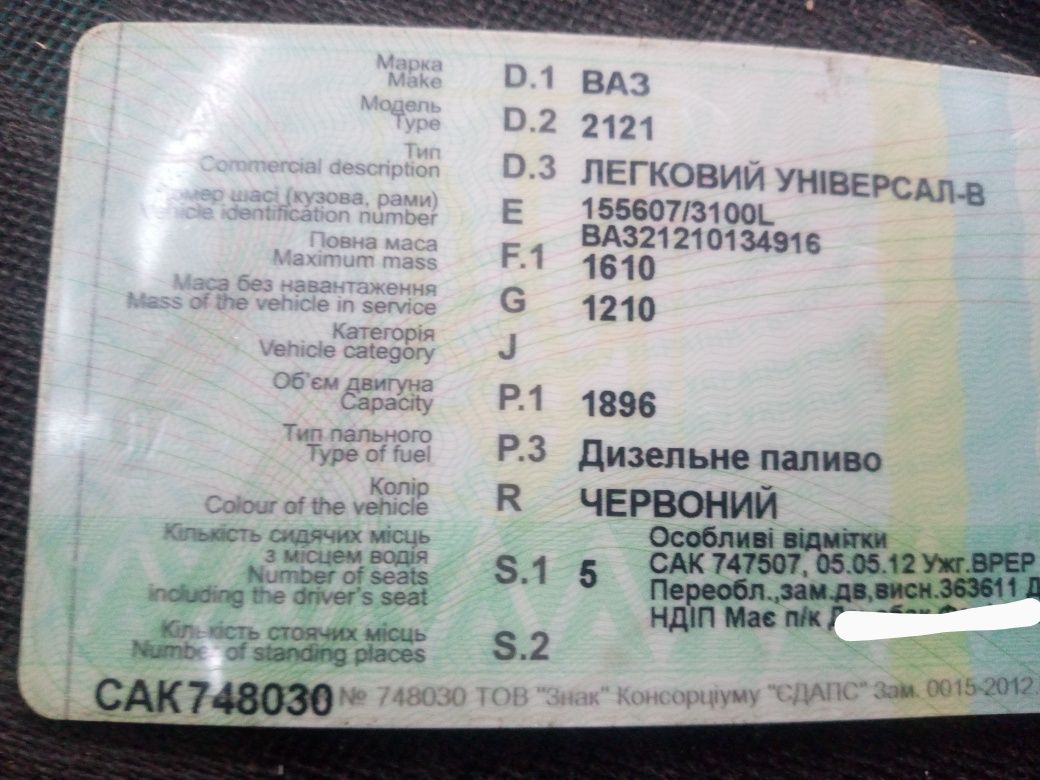 Марка
Make D.1 ВАЗ
Модель
Type D.2 2121
Тип
Commercial description D.3 ЛЕГКОВИЙ УНІВЕРСАЛ-В
Номер шасі (кузова, рами) 155607/3100L
Vehicle identification number E ВАЗ21210134916
Повна маса
Maximum mass F.1 1610
Маса без навантаження
Mass of the vehicle in service G 1210
Категорія
Vehicle category J
Об'єм двигуна
Capacity P.1 1896
Тип пального
Type of fuel P.3 Дизельне паливо
Колір
Colour of the vehicle R ЧЕРВОНИЙ
Кількість сидячих місць
з місцем водія
Number of seats
including the driver's seat S.1 5
Особливі відмітки
САК 747507, 05.05.12 Ужг.ВРЕР
Переобл.,зам.дв,висн.363611
НДІП Має п/к
Кількість стоячих місць
Number of standing places S.2
САК748030 № 748030 ТОВ "Знак" Консорціуму "ЄДАПС" Зам. 0015-2012.